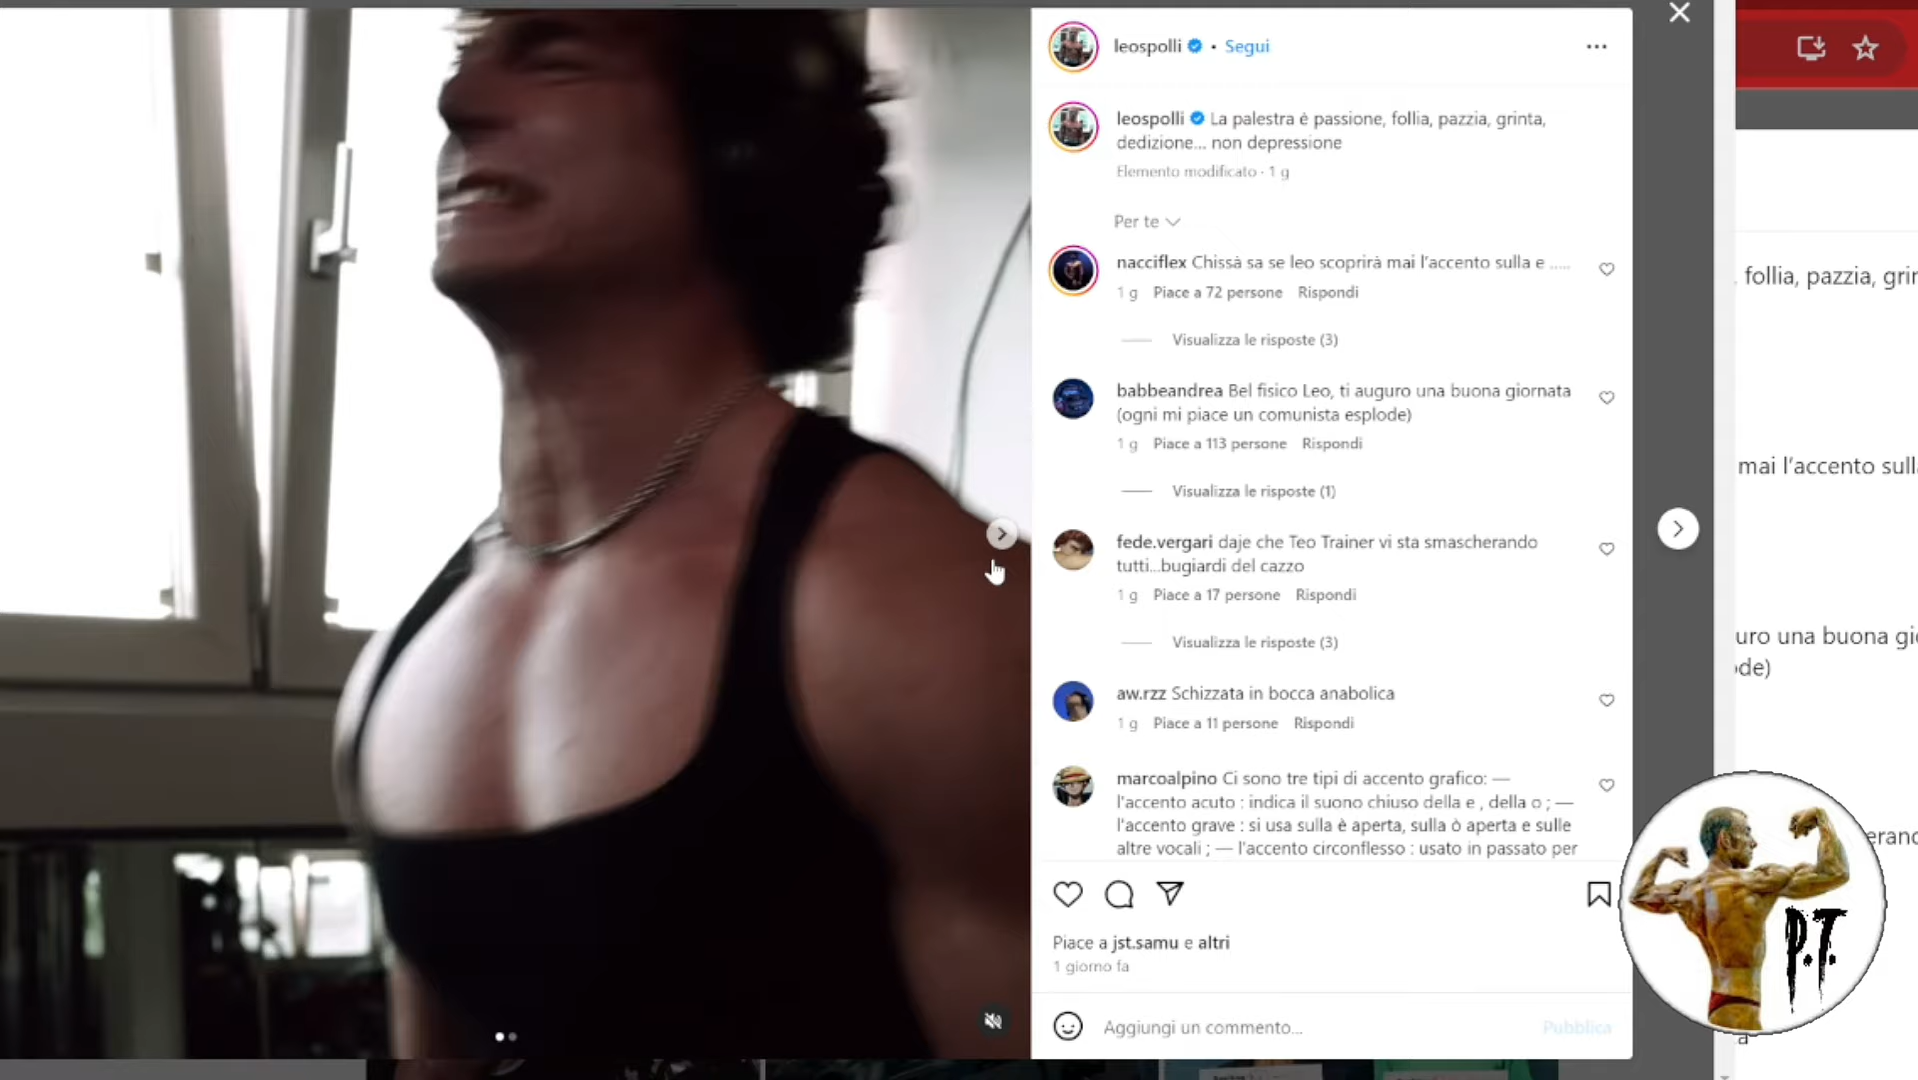 leospolli • Segui
leospolli La palestra è passione, follia, pazzia, grinta,
dedizione... non depressione
Elemento modificato · 1 g
Per te
nacciflex Chissà sa se leo scoprirà mai l'accento sulla e .....
1 g Piace a 72 persone Rispondi
Visualizza le risposte (3)
babbeandrea Bel fisico Leo, ti auguro una buona giornata
(ogni mi piace un comunista esplode)
1 g Piace a 113 persone Rispondi
Visualizza le risposte (1)
fede.vergari daje che Teo Trainer vi sta smascherando
tutti...bugiardi del cazzo
1 g Piace a 17 persone Rispondi
Visualizza le risposte (3)
aw.rzz Schizzata in bocca anabolica
1 g Piace a 11 persone Rispondi
marcoalpino Ci sono tre tipi di accento grafico: —
l'accento acuto : indica il suono chiuso della e , della o ; —
l'accento grave : si usa sulla è aperta, sulla ò aperta e sulle
altre vocali ; — l'accento circonflesso : usato in passato per
Piace a jst.samu e altri
1 giorno fa
Aggiungi un commento...
Pubblica
follia, pazzia, grin
mai l'accento sull
uro una buona gi
de)
eranc
P.T.